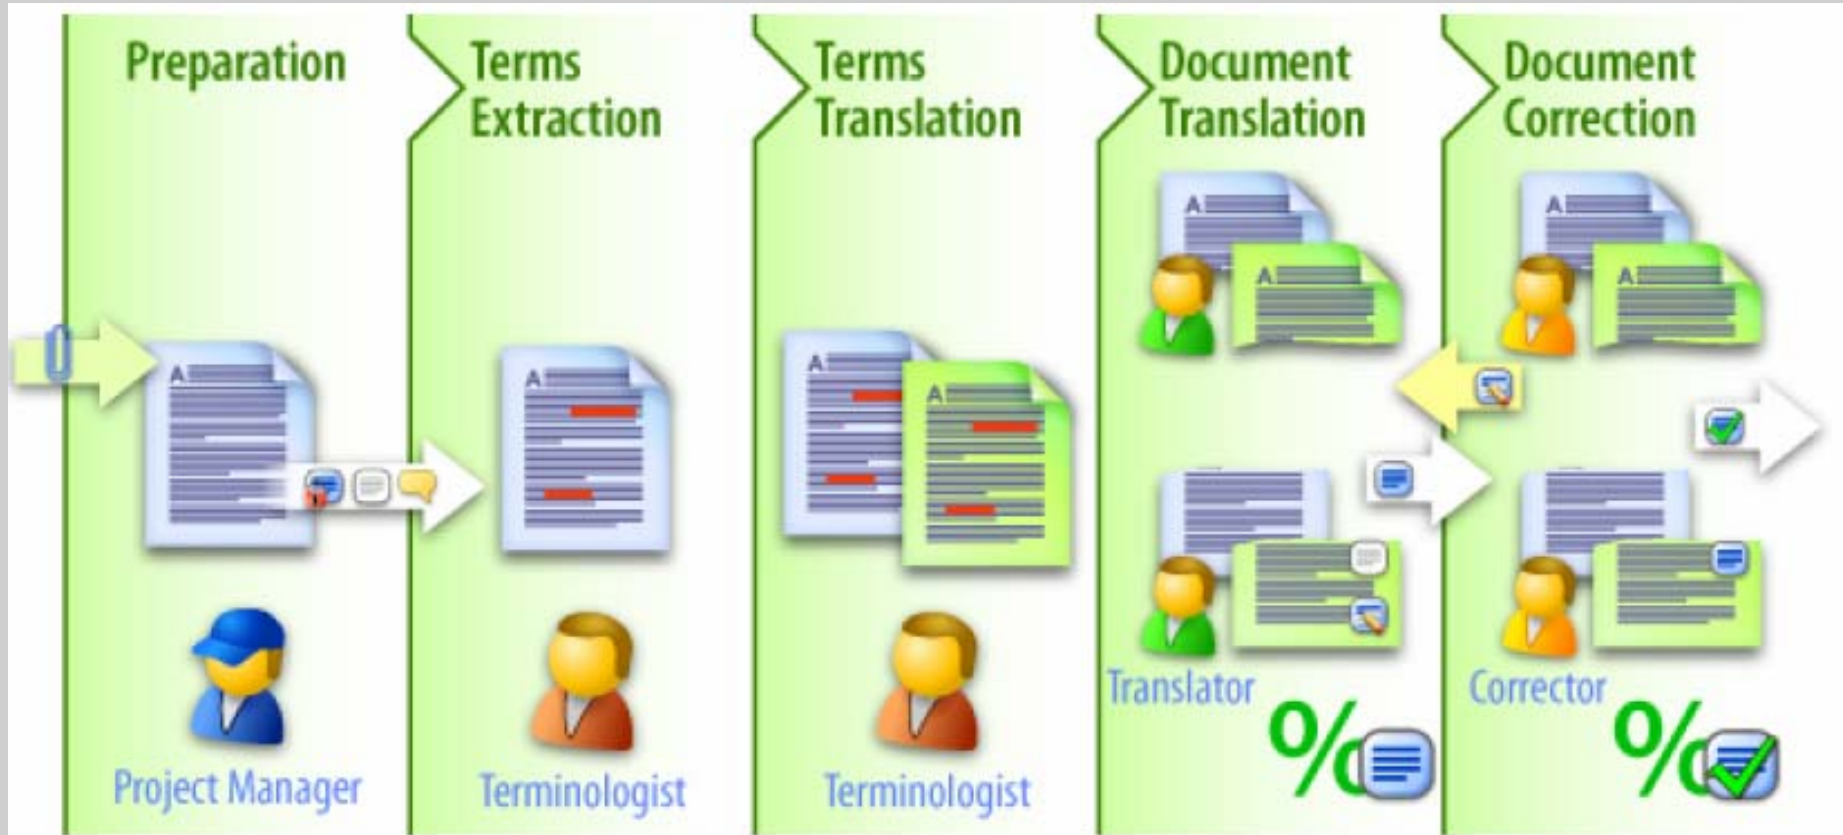 Preparation
Terms
Extraction
Terms
Translation
Document
Translation
Document
Correction
A
A
A
A
A
A
A
A
Project Manager
Terminologist
Terminologist
Translator
%
Corrector
%